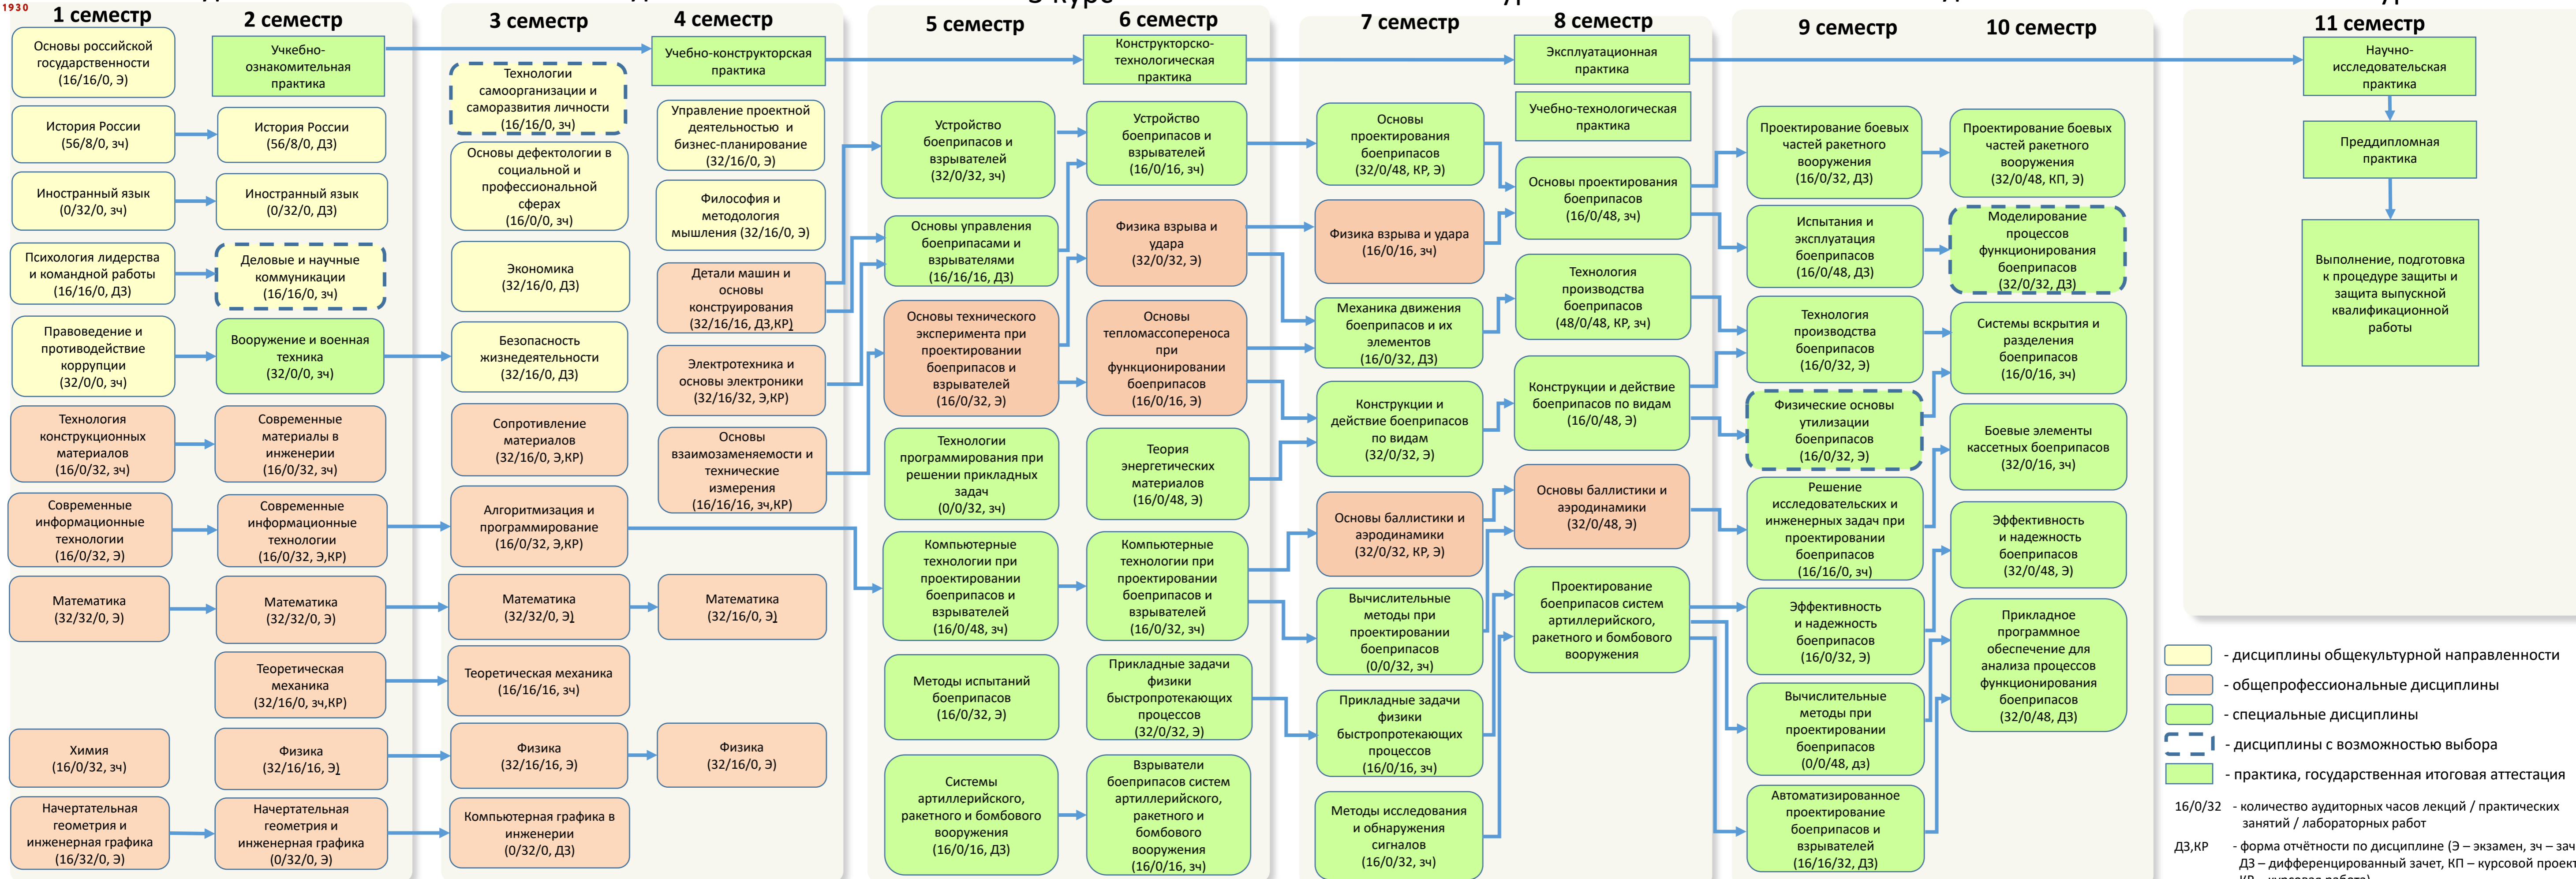 1930
3 курс
1 семестр
Основы российской
государственности
(16/16/0, Э)
История России
(56/8/0, зч)
Иностранный язык
(0/32/0, зч)
Психология лидерства
и командной работы
(16/16/0, ДЗ)
Правоведение и
противодействие
коррупции
(32/0/0, зч)
Технология
конструкционных
материалов
(16/0/32, зч)
Современные
информационные
технологии
(16/0/32, Э)
Математика
(32/32/0, Э)
Химия
(16/0/32, зч)
Начертательная
геометрия и
инженерная графика
(16/32/0, Э)
2 семестр
Учкебно-
ознакомительная
практика
История России
(56/8/0, ДЗ)
Иностранный язык
(0/32/0, ДЗ)
Деловые и научные
коммуникации
(16/16/0, зч)
Вооружение и военная
техника
(32/0/0, зч)
Современные
материалы в
инженерии
(16/0/32, зч)
Современные
информационные
технологии
(16/0/32, Э,КР)
Математика
(32/32/0, Э)
Теоретическая
механика
(32/16/0, зч,КР)
Физика
(32/16/16, Э)
Начертательная
геометрия и
инженерная графика
(0/32/0, Э)
3 семестр
Технологии
самоорганизации и
саморазвития личности
(16/16/0, зч)
Основы дефектологии в
социальной и
профессиональной
сферах
(16/0/0, зч)
Экономика
(32/16/0, ДЗ)
Безопасность
жизнедеятельности
(32/16/0, ДЗ)
Сопротивление
материалов
(32/16/0, Э,КР)
Алгоритмизация и
программирование
(16/0/32, Э,КР)
Математика
(32/32/0, Э)
Теоретическая механика
(16/16/16, зч)
Физика
(32/16/16, Э)
Компьютерная графика в
инженерии
(0/32/0, ДЗ)
4 семестр
Учебно-конструкторская
практика
Управление проектной
деятельностью и
бизнес-планирование
(32/16/0, Э)
Философия и
методология
мышления (32/16/0, Э)
Детали машин и
основы
конструирования
(32/16/16, ДЗ,КР)
Электротехника и
основы электроники
(32/16/32, Э,КР)
Основы
взаимозаменяемости и
технические
измерения
(16/16/16, зч,КР)
Математика
(32/16/0, Э)
Физика
(32/16/0, Э)
5 семестр
Устройство
боеприпасов и
взрывателей
(32/0/32, зч)
Основы управления
боеприпасами и
взрывателями
(16/16/16, ДЗ)
Основы технического
эксперимента при
проектировании
боеприпасов и
взрывателей
(16/0/32, Э)
Технологии
программирования при
решении прикладных
задач
(0/0/32, зч)
Компьютерные
технологии при
проектировании
боеприпасов и
взрывателей
(16/0/48, зч)
Методы испытаний
боеприпасов
(16/0/32, Э)
Системы
артиллерийского,
ракетного и бомбового
вооружения
(16/0/16, ДЗ)
6 семестр
Конструкторско-
технологическая
практика
Устройство
боеприпасов и
взрывателей
(16/0/16, зч)
Физика взрыва и
удара
(32/0/32, Э)
Основы
тепломассопереноса
при
функционировании
боеприпасов
(16/0/16, Э)
Теория
энергетических
материалов
(16/0/48, Э)
Компьютерные
технологии при
проектировании
боеприпасов и
взрывателей
(16/0/32, зч)
Прикладные задачи
физики
быстропротекающих
процессов
(32/0/32, Э)
Взрыватели
боеприпасов систем
артиллерийского,
ракетного и
бомбового
вооружения
(16/0/16, зч)
7 семестр
Основы
проектирования
боеприпасов
(32/0/48, КР, Э)
Физика взрыва и удара
(16/0/16, зч)
Механика движения
боеприпасов и их
элементов
(16/0/32, ДЗ)
Конструкции и
действие боеприпасов
по видам
(32/0/32, Э)
Основы баллистики и
аэродинамики
(32/0/32, КР, Э)
Вычислительные
методы при
проектировании
боеприпасов
(0/0/32, зч)
Прикладные задачи
физики
быстропротекающих
процессов
(16/0/16, зч)
Методы исследования
и обнаружения
сигналов
(16/0/32, зч)
8 семестр
Эксплуатационная
практика
Учебно-технологическая
практика
Основы проектирования
боеприпасов
(16/0/48, зч)
Технология
производства
боеприпасов
(48/0/48, КР, зч)
Конструкции и действие
боеприпасов по видам
(16/0/48, Э)
Основы баллистики и
аэродинамики
(32/0/48, Э)
Проектирование
боеприпасов систем
артиллерийского,
ракетного и бомбового
вооружения
9 семестр
Проектирование боевых
частей ракетного
вооружения
(16/0/32, ДЗ)
Испытания и
эксплуатация
боеприпасов
(16/0/48, ДЗ)
Технология
производства
боеприпасов
(16/0/32, Э)
Физические основы
утилизации
боеприпасов
(16/0/32, Э)
Решение
исследовательских и
инженерных задач при
проектировании
боеприпасов
(16/16/0, зч)
Эффективность
и надежность
боеприпасов
(16/0/32, Э)
Вычислительные
методы при
проектировании
боеприпасов
(0/0/48, дз)
Автоматизированное
проектирование
боеприпасов и
взрывателей
(16/16/32, ДЗ)
10 семестр
Проектирование боевых
частей ракетного
вооружения
(32/0/48, КП, Э)
Моделирование
процессов
функционирования
боеприпасов
(32/0/32, ДЗ)
Системы вскрытия и
разделения
боеприпасов
(16/0/16, зч)
Боевые элементы
кассетных боеприпасов
(32/0/16, зч)
Эффективность
и надежность
боеприпасов
(32/0/48, Э)
Прикладное
программное
обеспечение для
анализа процессов
функционирования
боеприпасов
(32/0/48, ДЗ)
11 семестр
Научно-
исследовательская
практика
Преддипломная
практика
Выполнение, подготовка
к процедуре защиты и
защита выпускной
квалификационной
работы
- дисциплины общекультурной направленности
- общепрофессиональные дисциплины
- специальные дисциплины
- дисциплины с возможностью выбора
- практика, государственная итоговая аттестация
16/0/32 - количество аудиторных часов лекций / практических
занятий / лабораторных работ
ДЗ,КР - форма отчётности по дисциплине (Э – экзамен, зч – зач
ДЗ – дифференцированный зачет, КП – курсовой проект
КР – курсовая работа)